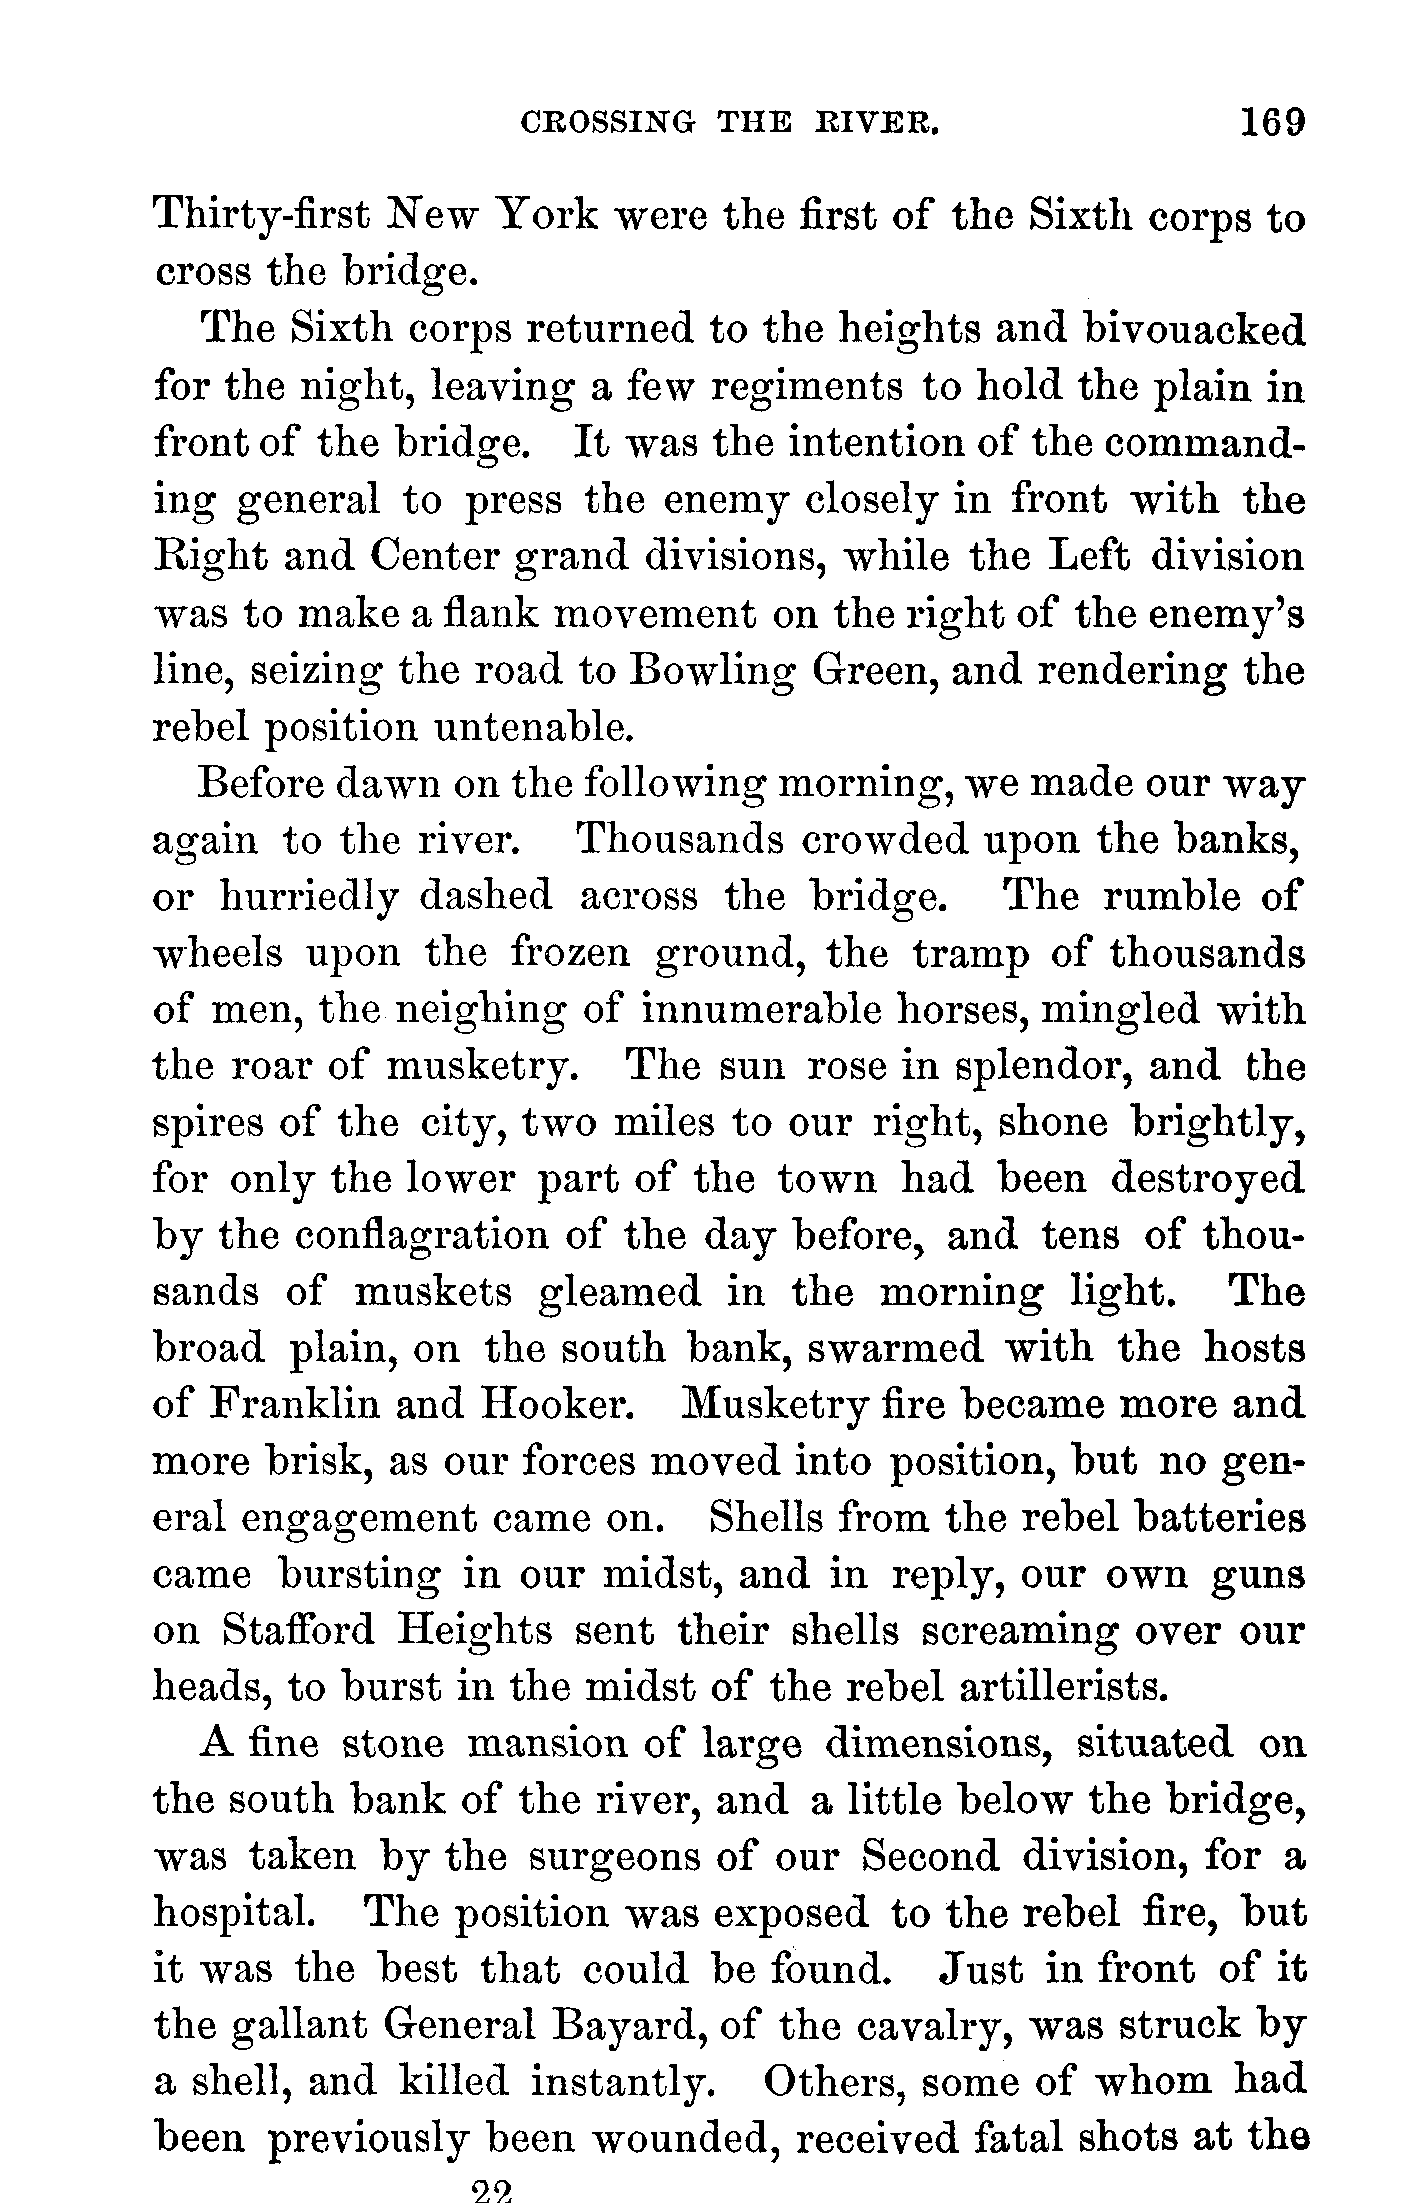 CROSSING THE RIVER. 169
Thirty-first New York were the first of the Sixth corps to
cross the bridge.
The Sixth corps returned to the heights and bivouacked
for the night, leaving a few regiments to hold the plain in
front of the bridge. It was the intention of the command-
ing general to press the enemy closely in front with the
Right and Center grand divisions, while the Left division
was to make a flank movement on the right of the enemy's
line, seizing the road to Bowling Green, and rendering the
rebel position untenable.
Before dawn on the following morning, we made our way
again to the river. Thousands crowded upon the banks,
or hurriedly dashed across the bridge. The rumble of
wheels upon the frozen ground, the tramp of thousands
of men, the neighing of innumerable horses, mingled with
the roar of musketry. The sun rose in splendor, and the
spires of the city, two miles to our right, shone brightly,
for only the lower part of the town had been destroyed
by the conflagration of the day before, and tens of thou-
sands of muskets gleamed in the morning light. The
broad plain, on the south bank, swarmed with the hosts
of Franklin and Hooker. Musketry fire became more and
more brisk, as our forces moved into position, but no gen-
eral engagement came on. Shells from the rebel batteries
came bursting in our midst, and in reply, our own guns
on Stafford Heights sent their shells screaming over our
heads, to burst in the midst of the rebel artillerists.
A fine stone mansion of large dimensions, situated on
the south bank of the river, and a little below the bridge,
was taken by the surgeons of our Second division, for a
hospital. The position was exposed to the rebel fire, but
it was the best that could be found. Just in front of it
the gallant General Bayard, of the cavalry, was struck by
a shell, and killed instantly. Others, some of whom had
been previously been wounded, received fatal shots at the
22